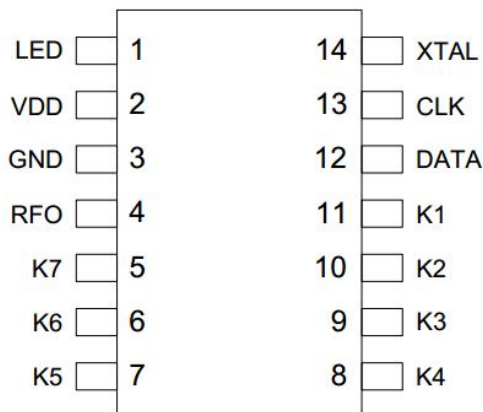 LED 1 14 XTAL
VDD 2 13 CLK
GND 3 12 DATA
RFO 4 11 K1
K7 5 10 K2
K6 6 9 K3
K5 7 8 K4